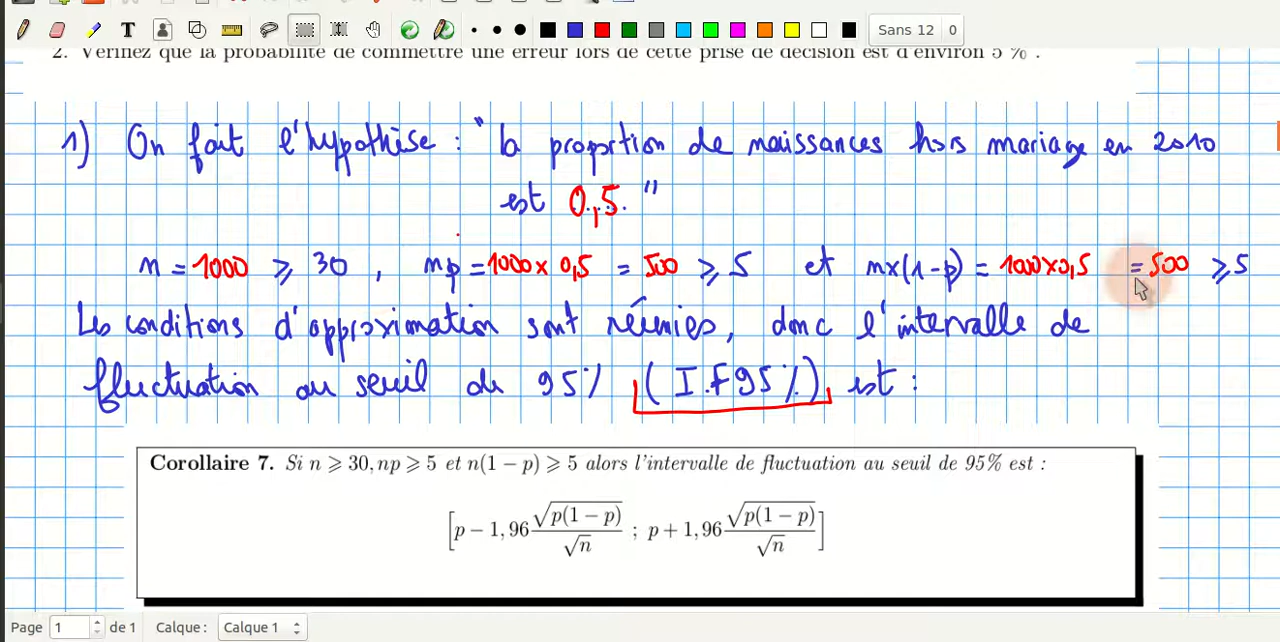 Sans 12 0
2. Vérifiez que la probabilité de commettre une erreur lors de cette prise de décision est d'environ 5 % .
1) On fait l'hypothèse : "la proportion de naissances hors mariage en 2010
est 0,5. "
n = 1000 ⩾ 30 , np = 1000 × 0,5 = 500 ⩾ 5 et n×(1-p) = 1000×0,5 = 500 ⩾ 5
Les conditions d'approximation sont réunies, donc l'intervalle de
fluctuation au seuil de 95% (I.F95%) est :
Corollaire 7. Si n ⩾ 30, np ⩾ 5 et n(1 − p) ⩾ 5 alors l'intervalle de fluctuation au seuil de 95% est :
[p − 1,96 √p(1 − p) / √n ; p + 1,96 √p(1 − p) / √n]
Page 1 de 1 Calque : Calque 1